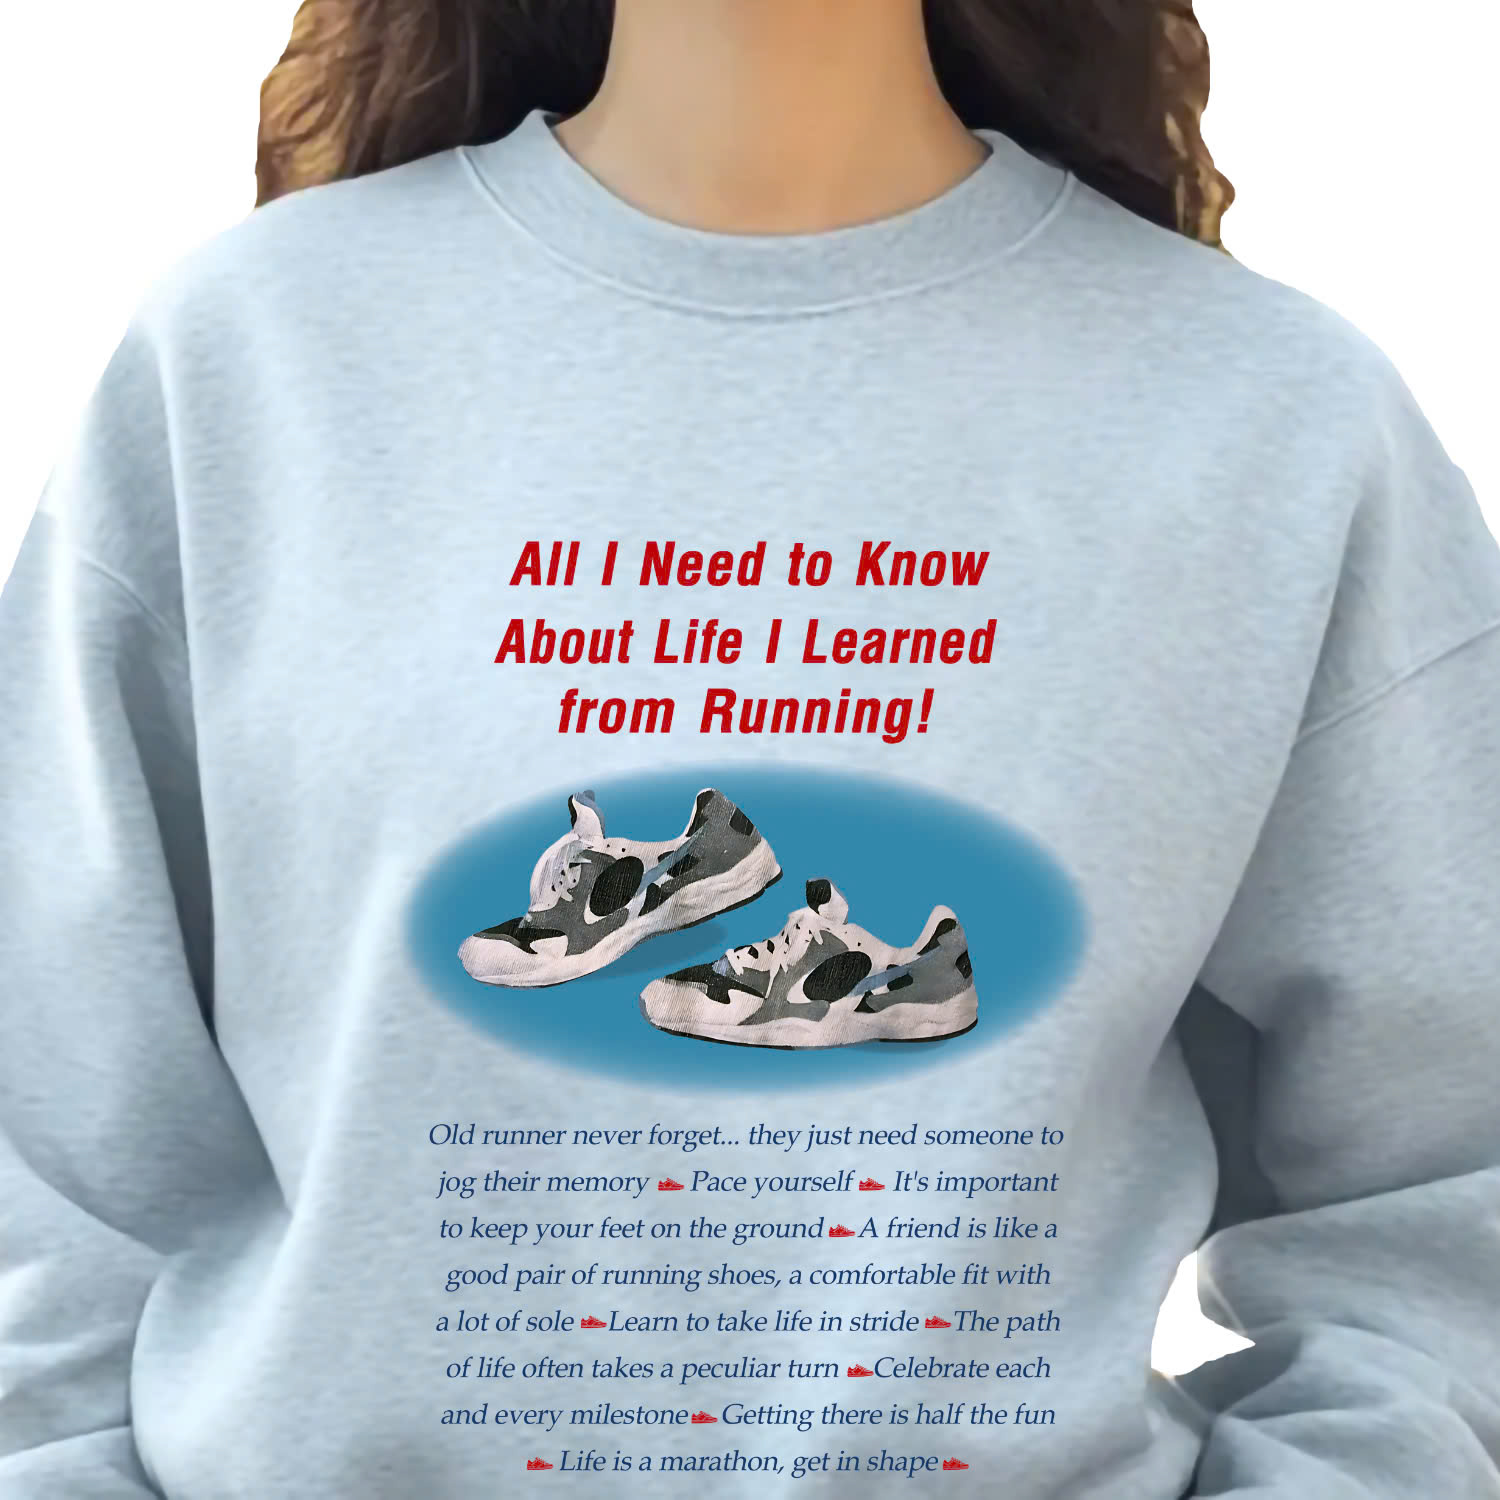 All I Need to Know
About Life I Learned
from Running!
Old runner never forget... they just need someone to
jog their memory Pace yourself It's important
to keep your feet on the ground A friend is like a
good pair of running shoes, a comfortable fit with
a lot of sole Learn to take life in stride The path
of life often takes a peculiar turn Celebrate each
and every milestone Getting there is half the fun
Life is a marathon, get in shape